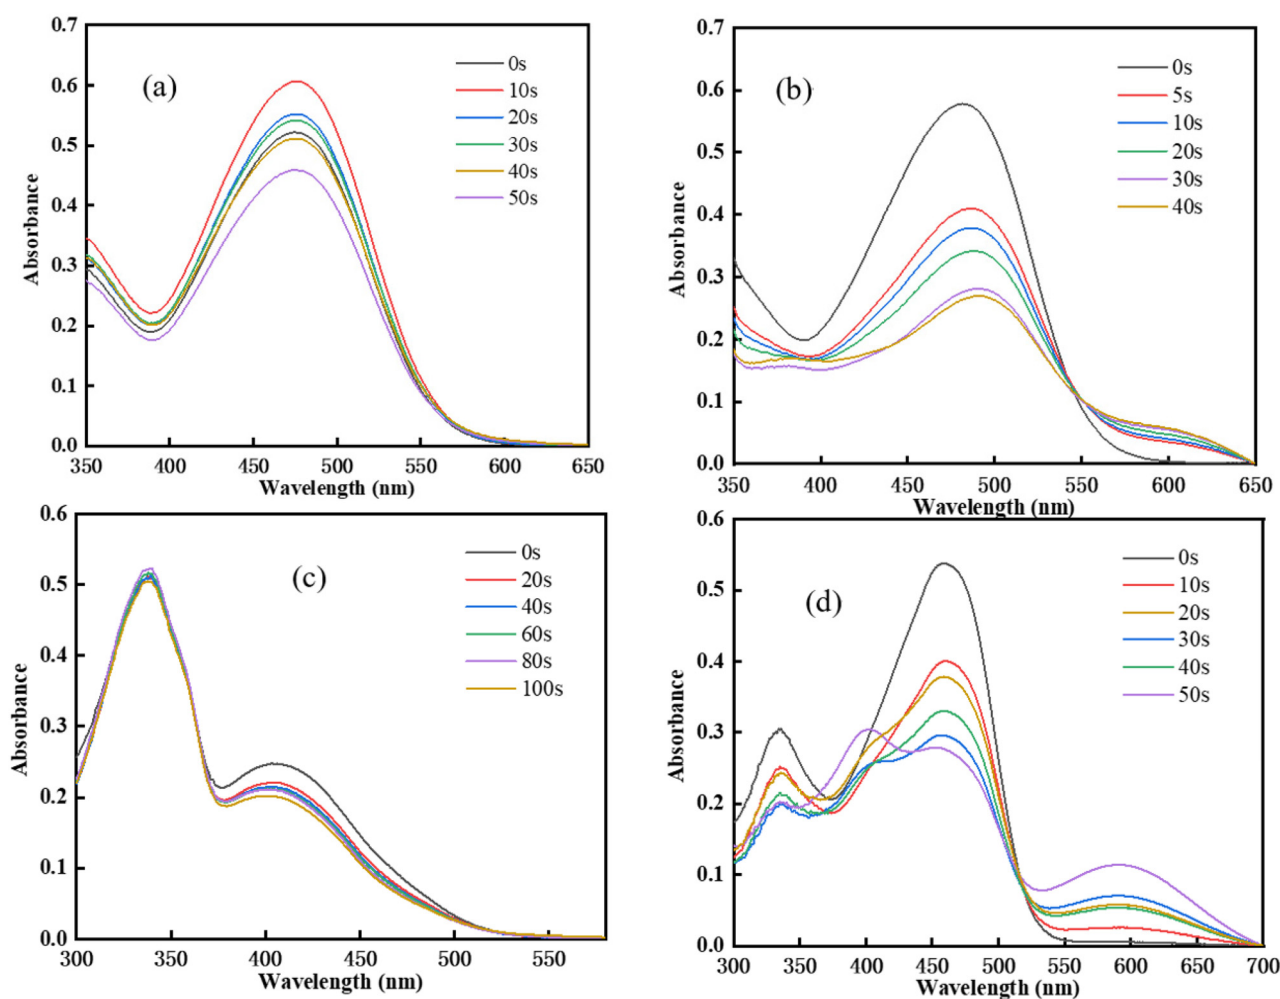 (a)
0.7
0.6
0.5
0.4
0.3
0.2
0.1
0.0
Absorbance
350 400 450 500 550 600 650
Wavelength (nm)
0s
10s
20s
30s
40s
50s
(b)
0.7
0.6
0.5
0.4
0.3
0.2
0.1
0.0
Absorbance
350 400 450 500 550 600 650
Wavelength (nm)
0s
5s
10s
20s
30s
40s
(c)
0.6
0.5
0.4
0.3
0.2
0.1
0.0
Absorbance
300 350 400 450 500 550
Wavelength (nm)
0s
20s
40s
60s
80s
100s
(d)
0.6
0.5
0.4
0.3
0.2
0.1
0.0
Absorbance
300 350 400 450 500 550 600 650 700
Wavelength (nm)
0s
10s
20s
30s
40s
50s